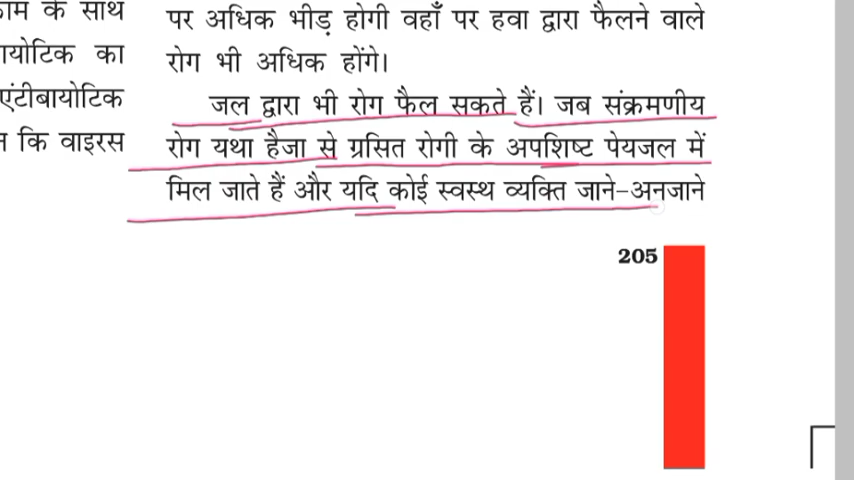 काम के साथ
का
एंटीबायोटिक
कि वाइरस
पर अधिक भीड़ होगी वहाँ पर हवा द्वारा फैलने वाले
रोग भी अधिक होंगे।
जल द्वारा भी रोग फैल सकते हैं। जब संक्रमणीय
रोग यथा हैजा से ग्रसित रोगी के अपशिष्ट पेयजल में
मिल जाते हैं और यदि कोई स्वस्थ व्यक्ति जाने-अनजाने
205